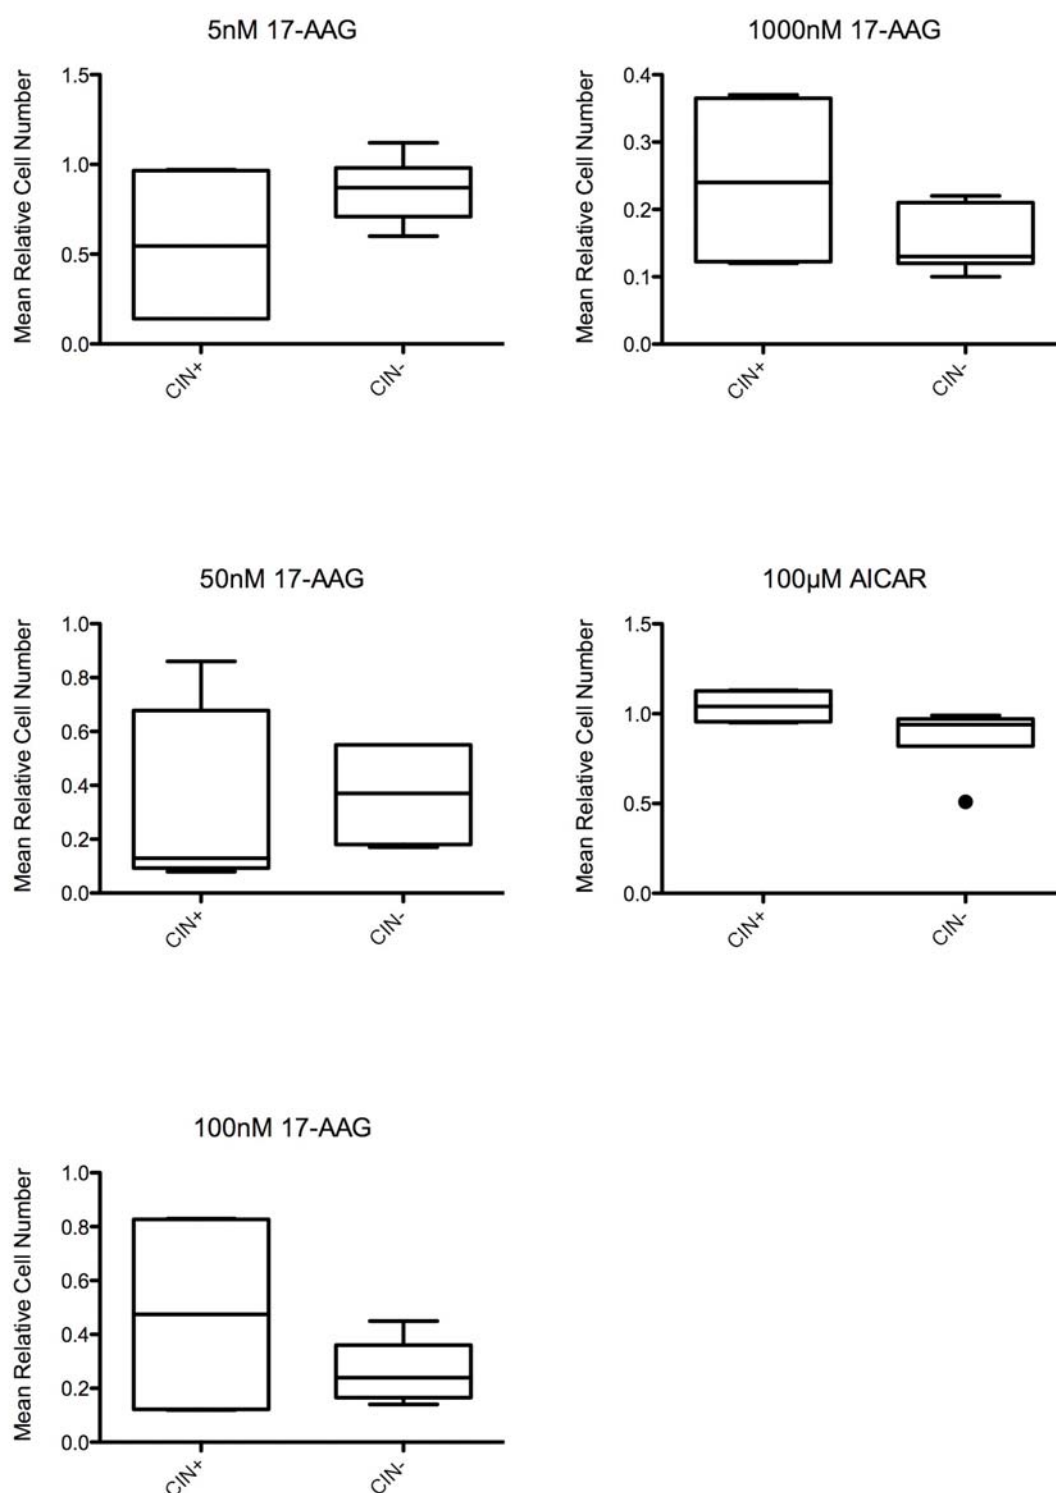 5nM 17-AAG
Mean Relative Cell Number
1.5
1.0
0.5
0.0
CIN+
CIN-
1000nM 17-AAG
Mean Relative Cell Number
0.4
0.3
0.2
0.1
0.0
CIN+
CIN-
50nM 17-AAG
Mean Relative Cell Number
1.0
0.8
0.6
0.4
0.2
0.0
CIN+
CIN-
100µM AICAR
Mean Relative Cell Number
1.5
1.0
0.5
0.0
CIN+
CIN-
100nM 17-AAG
Mean Relative Cell Number
1.0
0.8
0.6
0.4
0.2
0.0
CIN+
CIN-